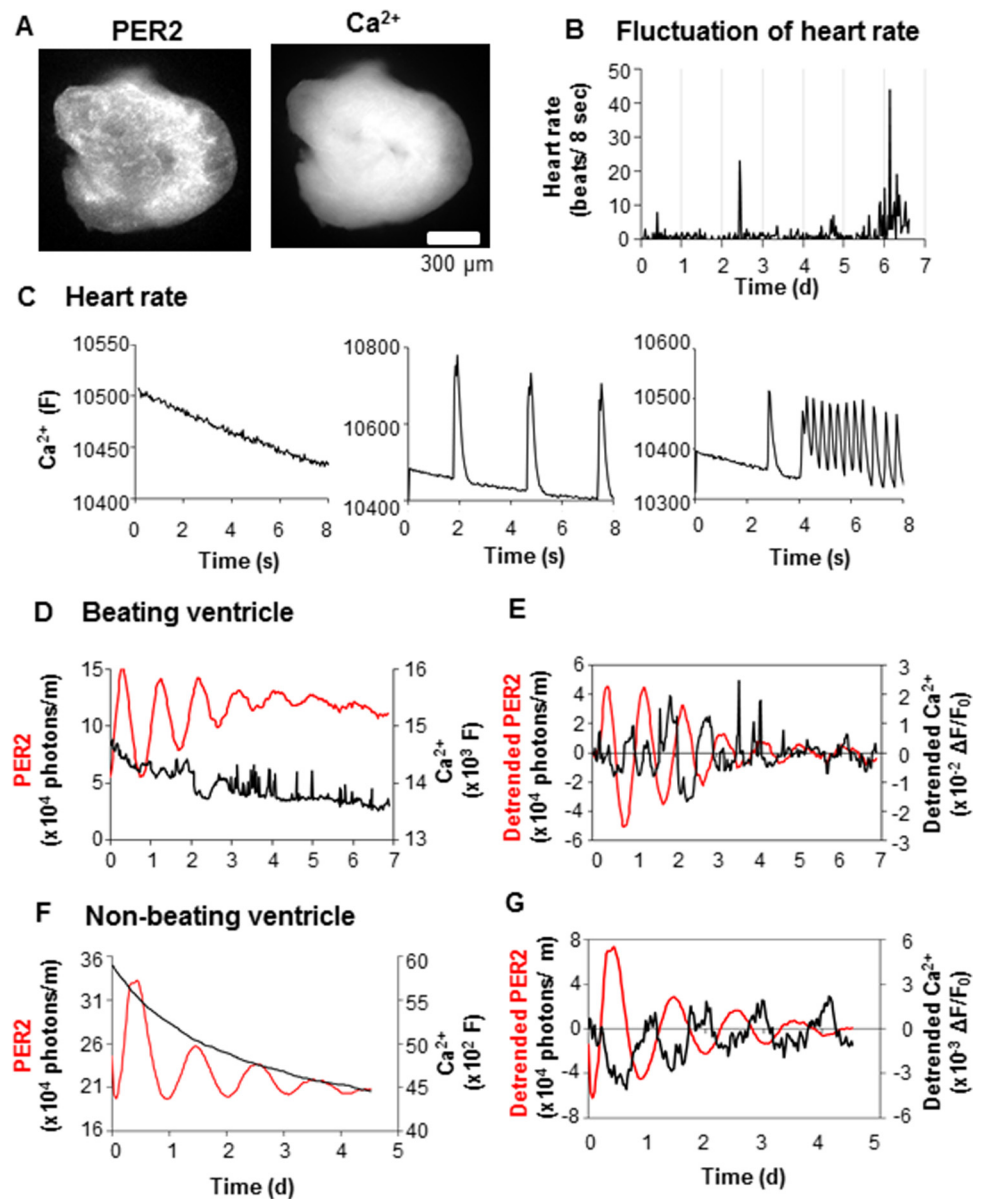 A PER2 Ca²⁺
300 µm
B Fluctuation of heart rate
Heart rate
(beats/ 8 sec)
50
40
30
20
10
0
0 1 2 3 4 5 6 7
Time (d)
C Heart rate
Ca²⁺ (F)
10550
10500
10450
10400
0 2 4 6 8
Time (s)
10800
10600
10400
0 2 4 6 8
Time (s)
10600
10500
10400
10300
0 2 4 6 8
Time (s)
D Beating ventricle
PER2
(x10⁴ photons/m)
15
10
5
0
16
15
14
13
Ca²⁺
(x10³ F)
0 1 2 3 4 5 6 7
E
Detrended PER2
(x10⁴ photons/m)
6
4
2
0
-2
-4
-6
3
2
1
0
-1
-2
-3
Detrended Ca²⁺
(x10⁻² ΔF/F₀)
0 1 2 3 4 5 6 7
F Non-beating ventricle
PER2
(x10⁴ photons/m)
36
31
26
21
16
60
55
50
45
40
Ca²⁺
(x10² F)
0 1 2 3 4 5
Time (d)
G
Detrended PER2
(x10⁴ photons/ m)
8
4
0
-4
-8
6
3
0
-3
-6
Detrended Ca²⁺
(x10⁻³ ΔF/F₀)
0 1 2 3 4 5
Time (d)